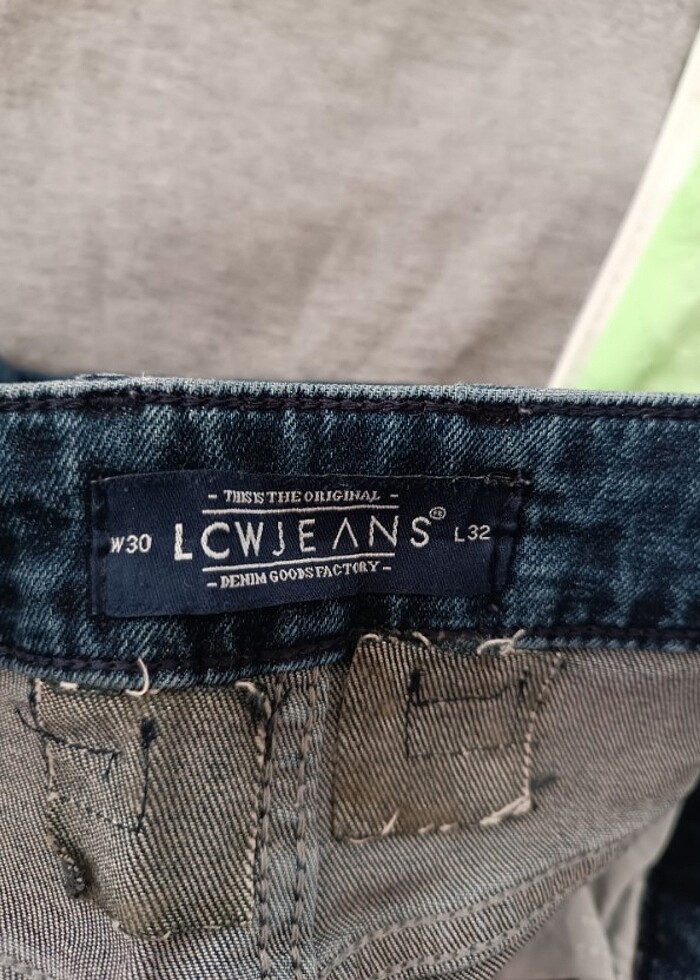 - THIS IS THE ORIGINAL -
W30 LCWJEANS® L32
- DENIM GOODS FACTORY -